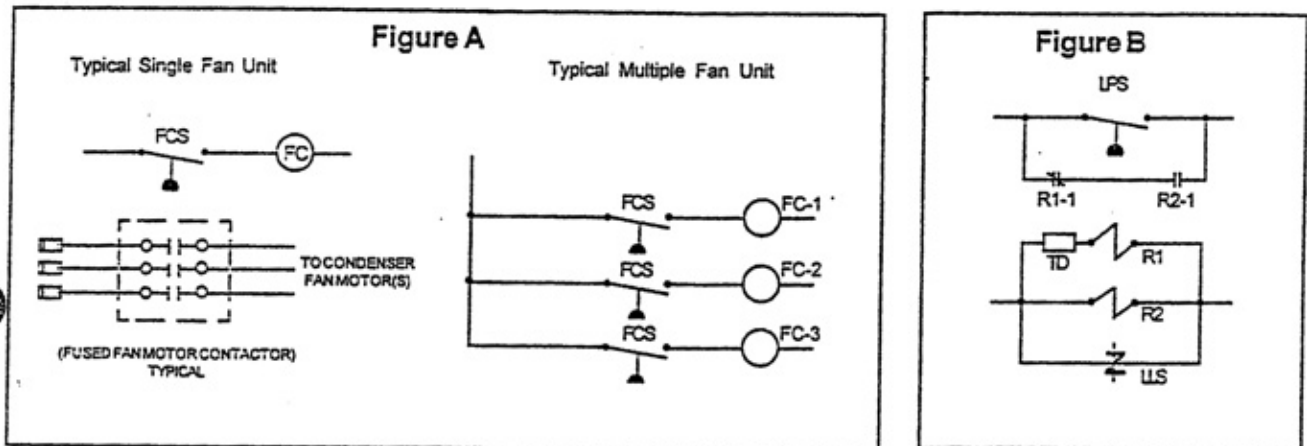 Figure A
Typical Single Fan Unit
Typical Multiple Fan Unit
FCS
FC
TO CONDENSER
FAN MOTOR(S)
(FUSED FAN MOTOR CONTACTOR)
TYPICAL
FCS
FC-1
FCS
FC-2
FCS
FC-3
Figure B
LPS
R1-1
R2-1
TD
R1
R2
LLS